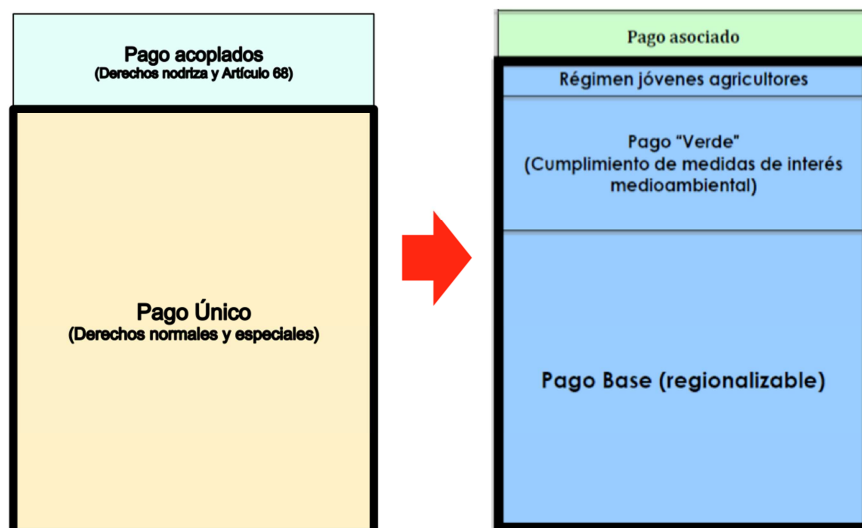 Pago acoplados
(Derechos nodriza y Artículo 68)
Pago Único
(Derechos normales y especiales)
Pago asociado
Régimen jóvenes agricultores
Pago "Verde"
(Cumplimiento de medidas de interés
medioambiental)
Pago Base (regionalizable)